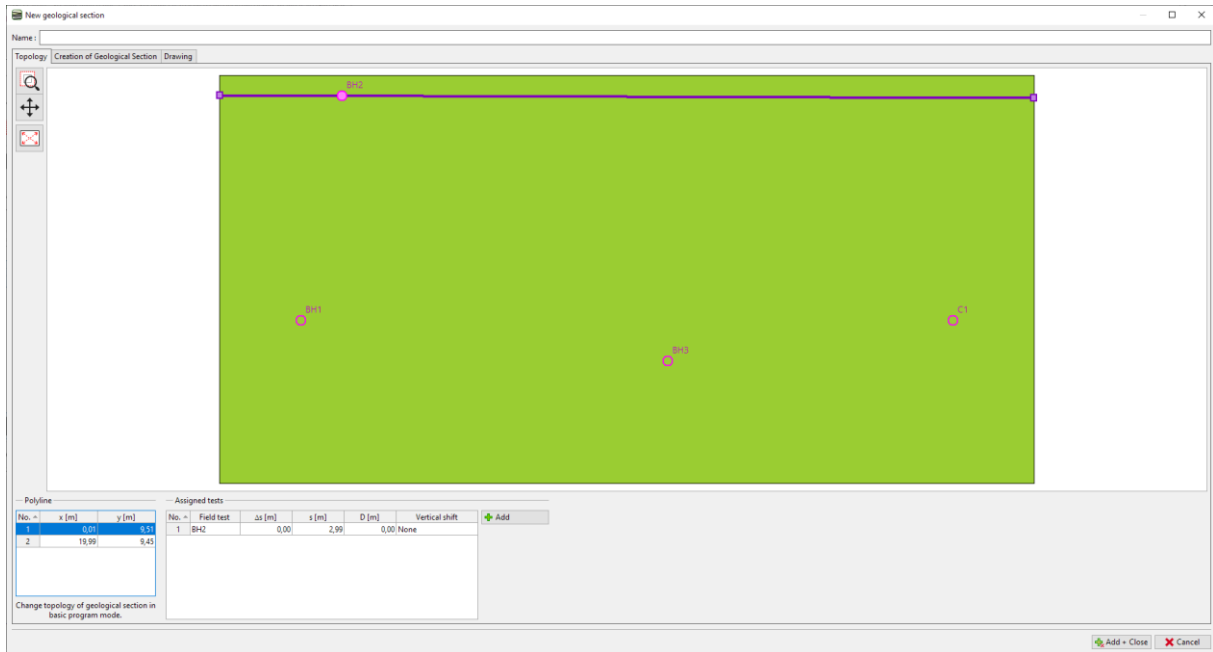 New geological section
Name :
Topology Creation of Geological Section Drawing
BH2
BH1
C1
BH3
Polyline
No. x [m] y [m]
1 0,01 9,51
2 19,99 9,45
Change topology of geological section in
basic program mode.
Assigned tests
No. Field test Δs [m] s [m] D [m] Vertical shift
1 BH2 0,00 2,99 0,00 None
Add
Add + Close Cancel